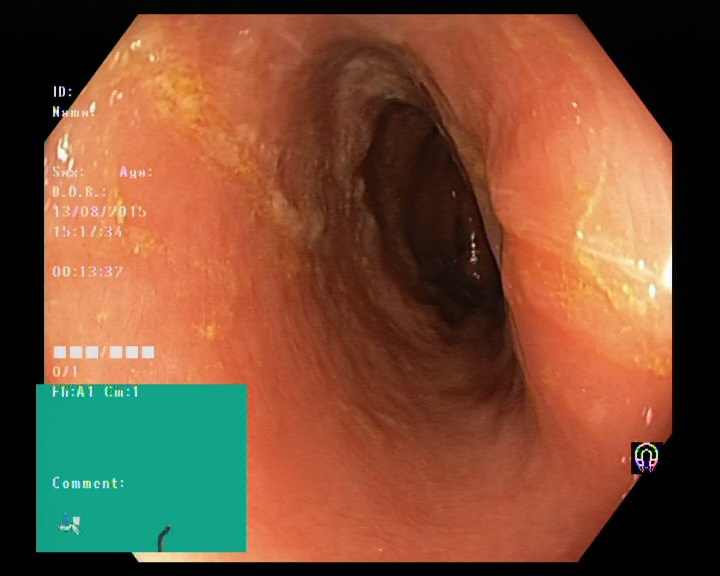 ID:
Name:
Sex: Age:
D.O.B.:
13/08/2015
15:17:34
00:13:37
/
0/1
Ph:A1 Cm:1
Comment: